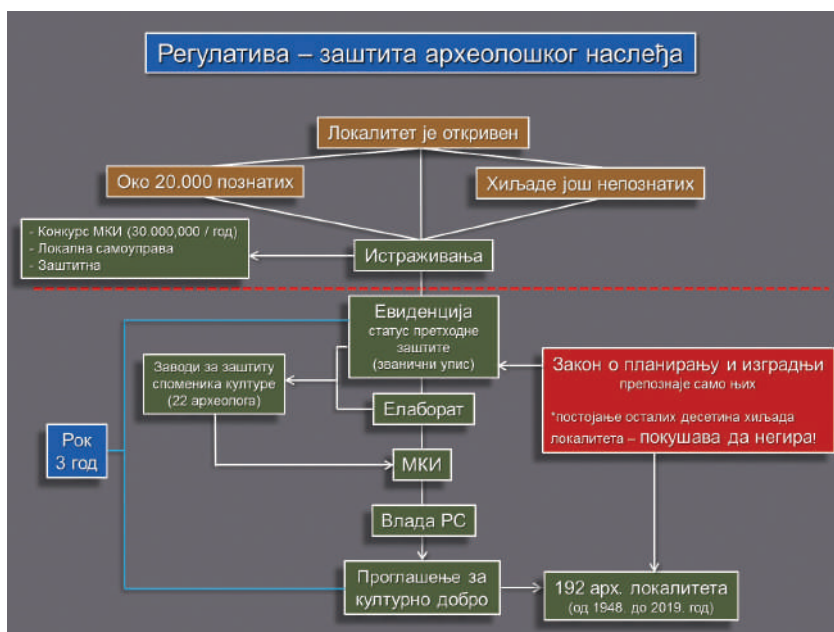 Регулатива – заштита археолошког наслеђа
Локалитет је откривен
Око 20.000 познатих
Хиљаде још непознатих
- Конкурс МКИ (30.000,000 / год)
- Локална самоуправа
- Заштитна
Истраживања
Евиденција
статус претходне
заштите
(званични упис)
Заводи за заштиту
споменика културе
(22 археолога)
Закон о планирању и изградњи
препознаје само њих
*постојање осталих десетина хиљада
локалитета – покушава да негира!
Елаборат
Рок
3 год
МКИ
Влада РС
Проглашење за
културно добро
192 арх. локалитета
(од 1948. до 2019. год)